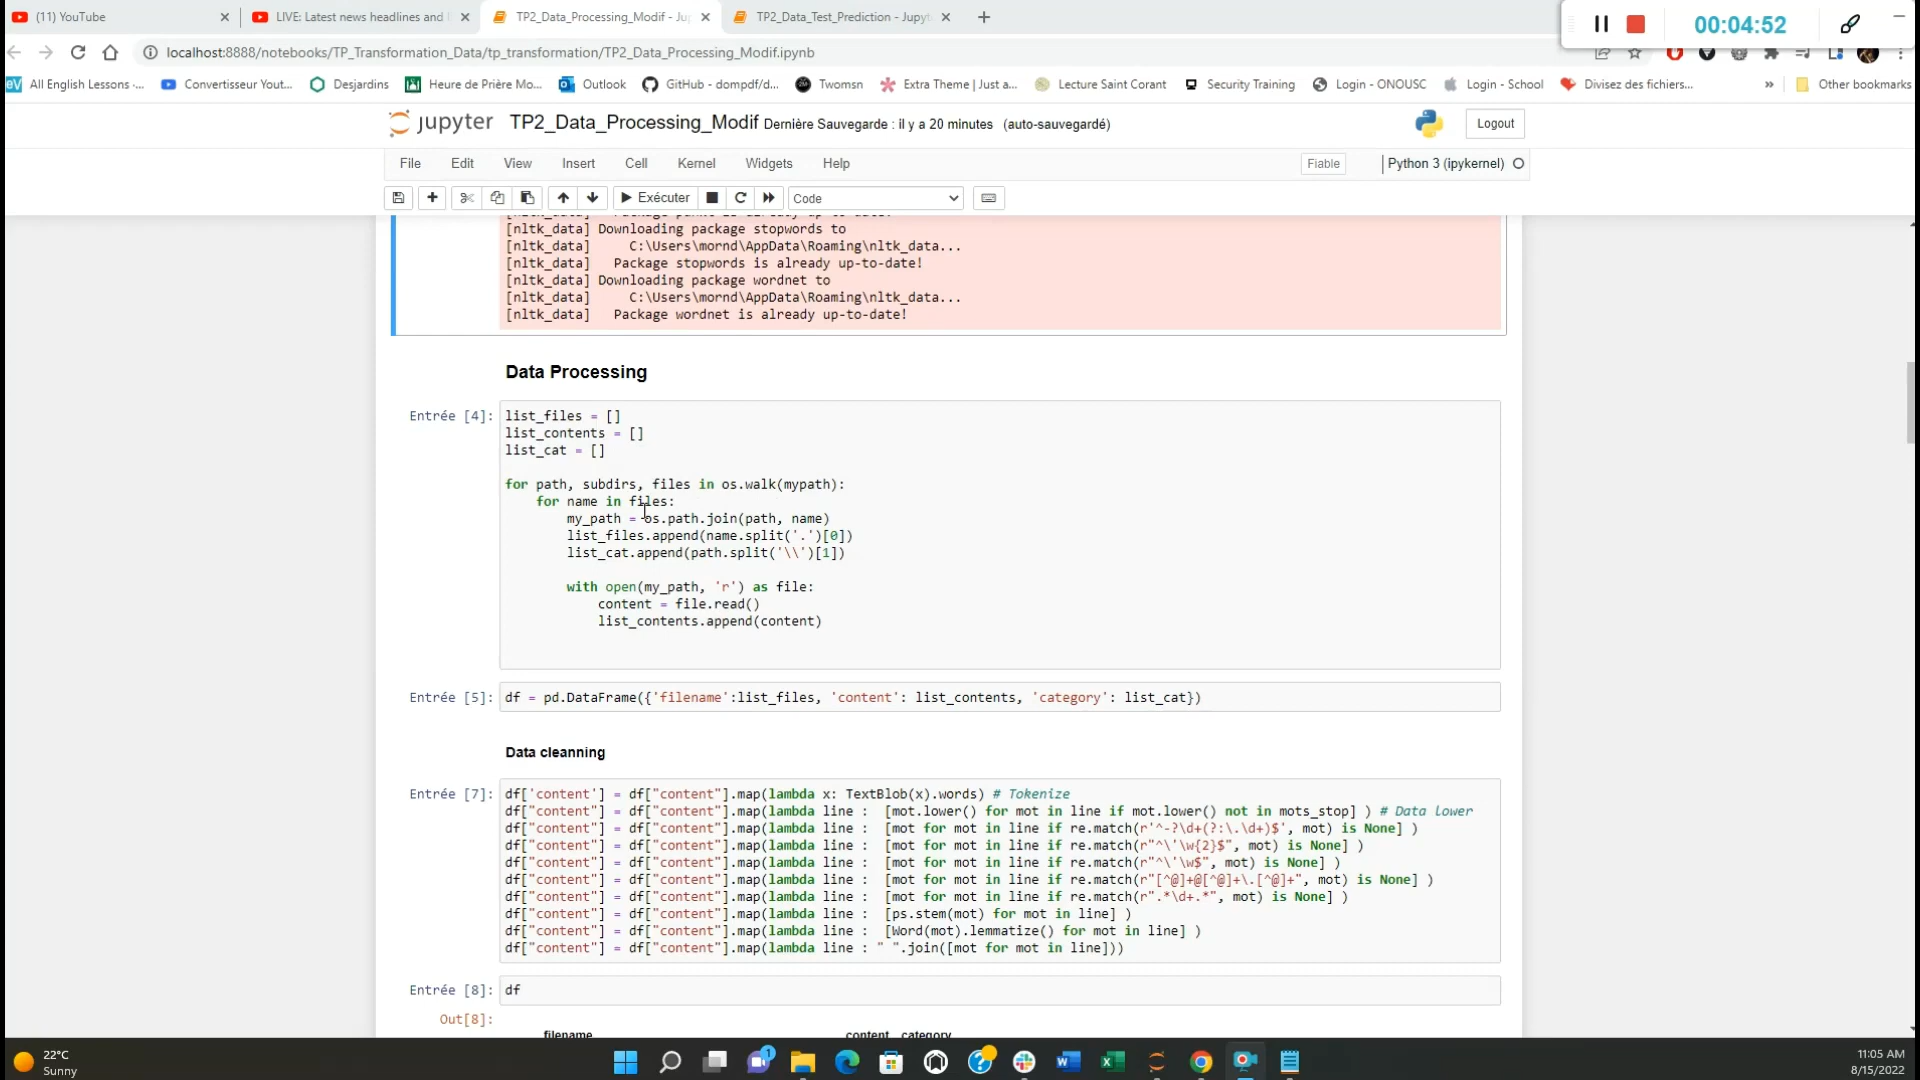 (11) YouTube
LIVE: Latest news headlines and
TP2_Data_Processing_Modif - Ju
TP2_Data_Test_Prediction - Jupyt
00:04:52
localhost:8888/notebooks/TP_Transformation_Data/tp_transformation/TP2_Data_Processing_Modif.ipynb
All English Lessons -...
Convertisseur Yout...
Desjardins
Heure de Prière Mo...
Outlook
GitHub - dompdf/d...
Twomsn
Extra Theme | Just a...
Lecture Saint Corant
Security Training
Login - ONOUSC
Login - School
Divisez des fichiers...
»
Other bookmarks
jupyter TP2_Data_Processing_Modif Dernière Sauvegarde : il y a 20 minutes (auto-sauvegardé)
Logout
File Edit View Insert Cell Kernel Widgets Help
Fiable
Python 3 (ipykernel)
Exécuter
Code
[nltk_data] Package punkt is already up-to-date!
[nltk_data] Downloading package stopwords to
[nltk_data] C:\Users\mornd\AppData\Roaming\nltk_data...
[nltk_data] Package stopwords is already up-to-date!
[nltk_data] Downloading package wordnet to
[nltk_data] C:\Users\mornd\AppData\Roaming\nltk_data...
[nltk_data] Package wordnet is already up-to-date!
Data Processing
Entrée [4]:
list_files = []
list_contents = []
list_cat = []
for path, subdirs, files in os.walk(mypath):
for name in files:
my_path = os.path.join(path, name)
list_files.append(name.split('.')[0])
list_cat.append(path.split('\\')[1])
with open(my_path, 'r') as file:
content = file.read()
list_contents.append(content)
Entrée [5]: df = pd.DataFrame({'filename':list_files, 'content': list_contents, 'category': list_cat})
Data cleanning
Entrée [7]: df['content'] = df["content"].map(lambda x: TextBlob(x).words) # Tokenize
df["content"] = df["content"].map(lambda line : [mot.lower() for mot in line if mot.lower() not in mots_stop] ) # Data lower
df["content"] = df["content"].map(lambda line : [mot for mot in line if re.match(r'^-?\d+(?:\.\d+)$', mot) is None] )
df["content"] = df["content"].map(lambda line : [mot for mot in line if re.match(r"^\'\w{2}$", mot) is None] )
df["content"] = df["content"].map(lambda line : [mot for mot in line if re.match(r"^\'\w$", mot) is None] )
df["content"] = df["content"].map(lambda line : [mot for mot in line if re.match(r"[^@]+@[^@]+\.[^@]+", mot) is None] )
df["content"] = df["content"].map(lambda line : [mot for mot in line if re.match(r".*\d+.*", mot) is None] )
df["content"] = df["content"].map(lambda line : [ps.stem(mot) for mot in line] )
df["content"] = df["content"].map(lambda line : [Word(mot).lemmatize() for mot in line] )
df["content"] = df["content"].map(lambda line : " ".join([mot for mot in line]))
Entrée [8]: df
Out[8]:
filename content category
22°C
Sunny
1
11:05 AM
8/15/2022